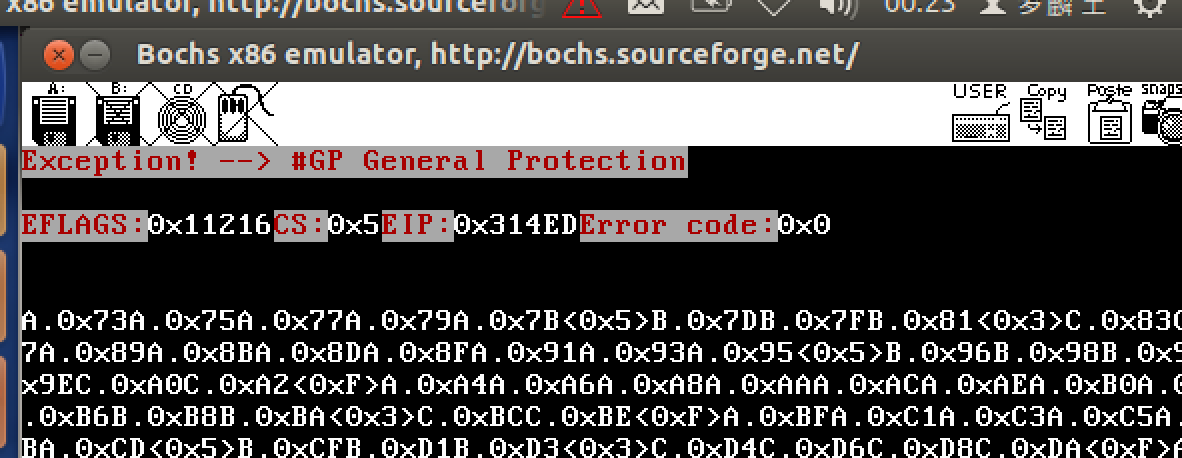 x86 emulator, http://bochs.sourceforg
00:23 罗麟土
Bochs x86 emulator, http://bochs.sourceforge.net/
A: B: CD USER Copy Poste snaps
Exception! --> #GP General Protection
EFLAGS:0x11216CS:0x5EIP:0x314EDError code:0x0
A.0x73A.0x75A.0x77A.0x79A.0x7B<0x5>B.0x7DB.0x7FB.0x81<0x3>C.0x83C
7A.0x89A.0x8BA.0x8DA.0x8FA.0x91A.0x93A.0x95<0x5>B.0x96B.0x98B.0x9
x9EC.0xA0C.0xA2<0xF>A.0xA4A.0xA6A.0xA8A.0xAAA.0xACA.0xAEA.0xB0A.0
.0xB6B.0xB8B.0xBA<0x3>C.0xBCC.0xBE<0xF>A.0xBFA.0xC1A.0xC3A.0xC5A.
BA.0xCD<0x5>B.0xCFB.0xD1B.0xD3<0x3>C.0xD4C.0xD6C.0xD8C.0xDA<0xF>A